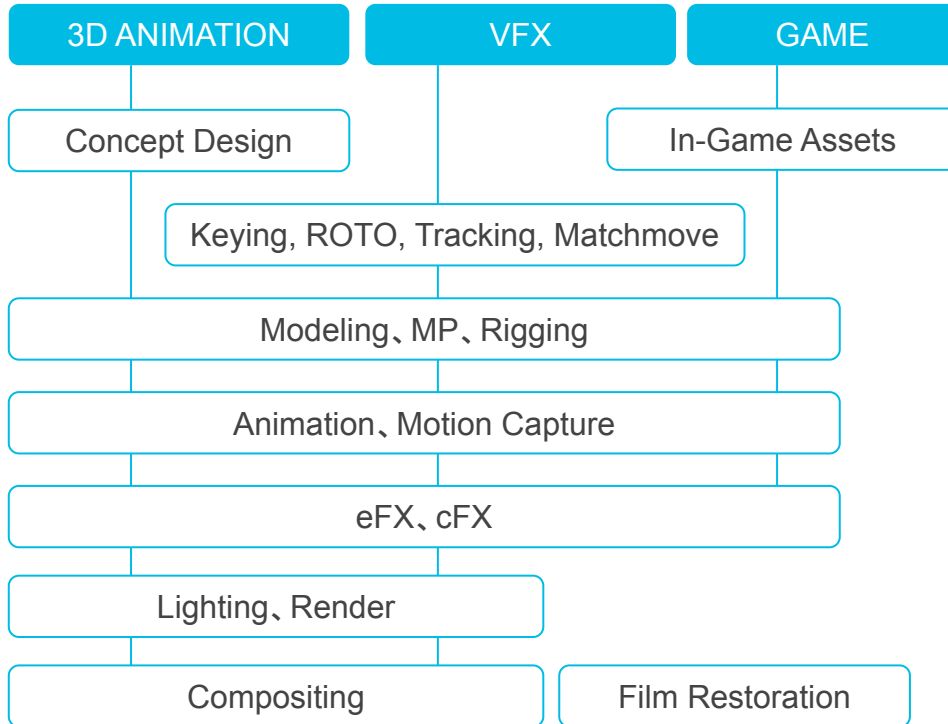 3D ANIMATION
VFX
GAME
Concept Design
In-Game Assets
Keying, ROTO, Tracking, Matchmove
Modeling、MP、Rigging
Animation、Motion Capture
eFX、cFX
Lighting、Render
Compositing
Film Restoration